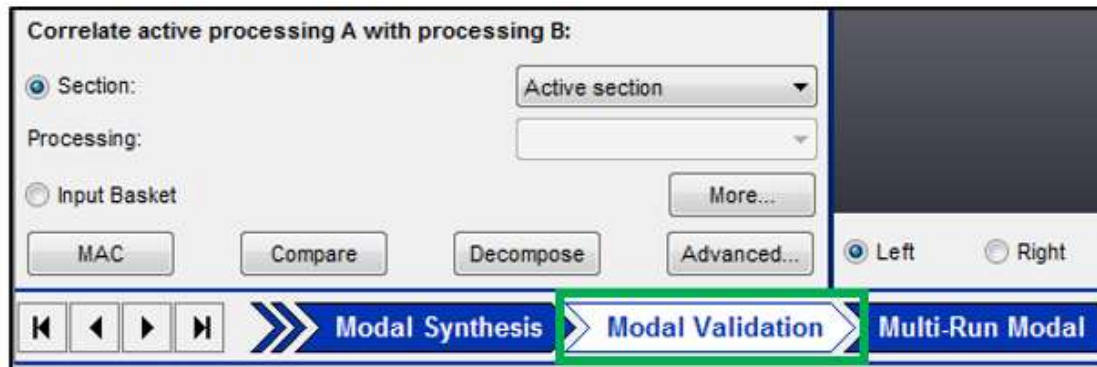 Correlate active processing A with processing B:
Section: Active section
Processing:
Input Basket More...
MAC Compare Decompose Advanced... Left Right
Modal Synthesis Modal Validation Multi-Run Modal